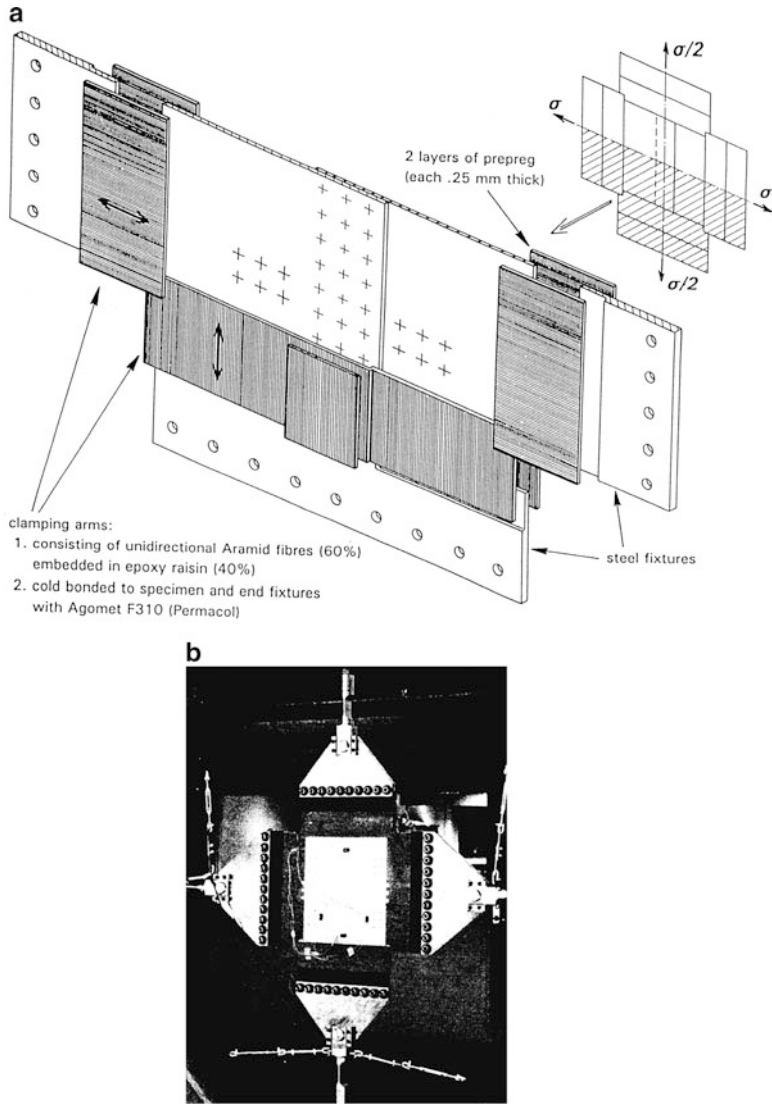 a
σ/2
σ
2 layers of prepreg
(each .25 mm thick)
σ
σ/2
clamping arms:
1. consisting of unidirectional Aramid fibres (60%)
embedded in epoxy raisin (40%)
2. cold bonded to specimen and end fixtures
with Agomet F310 (Permacol)
steel fixtures
b